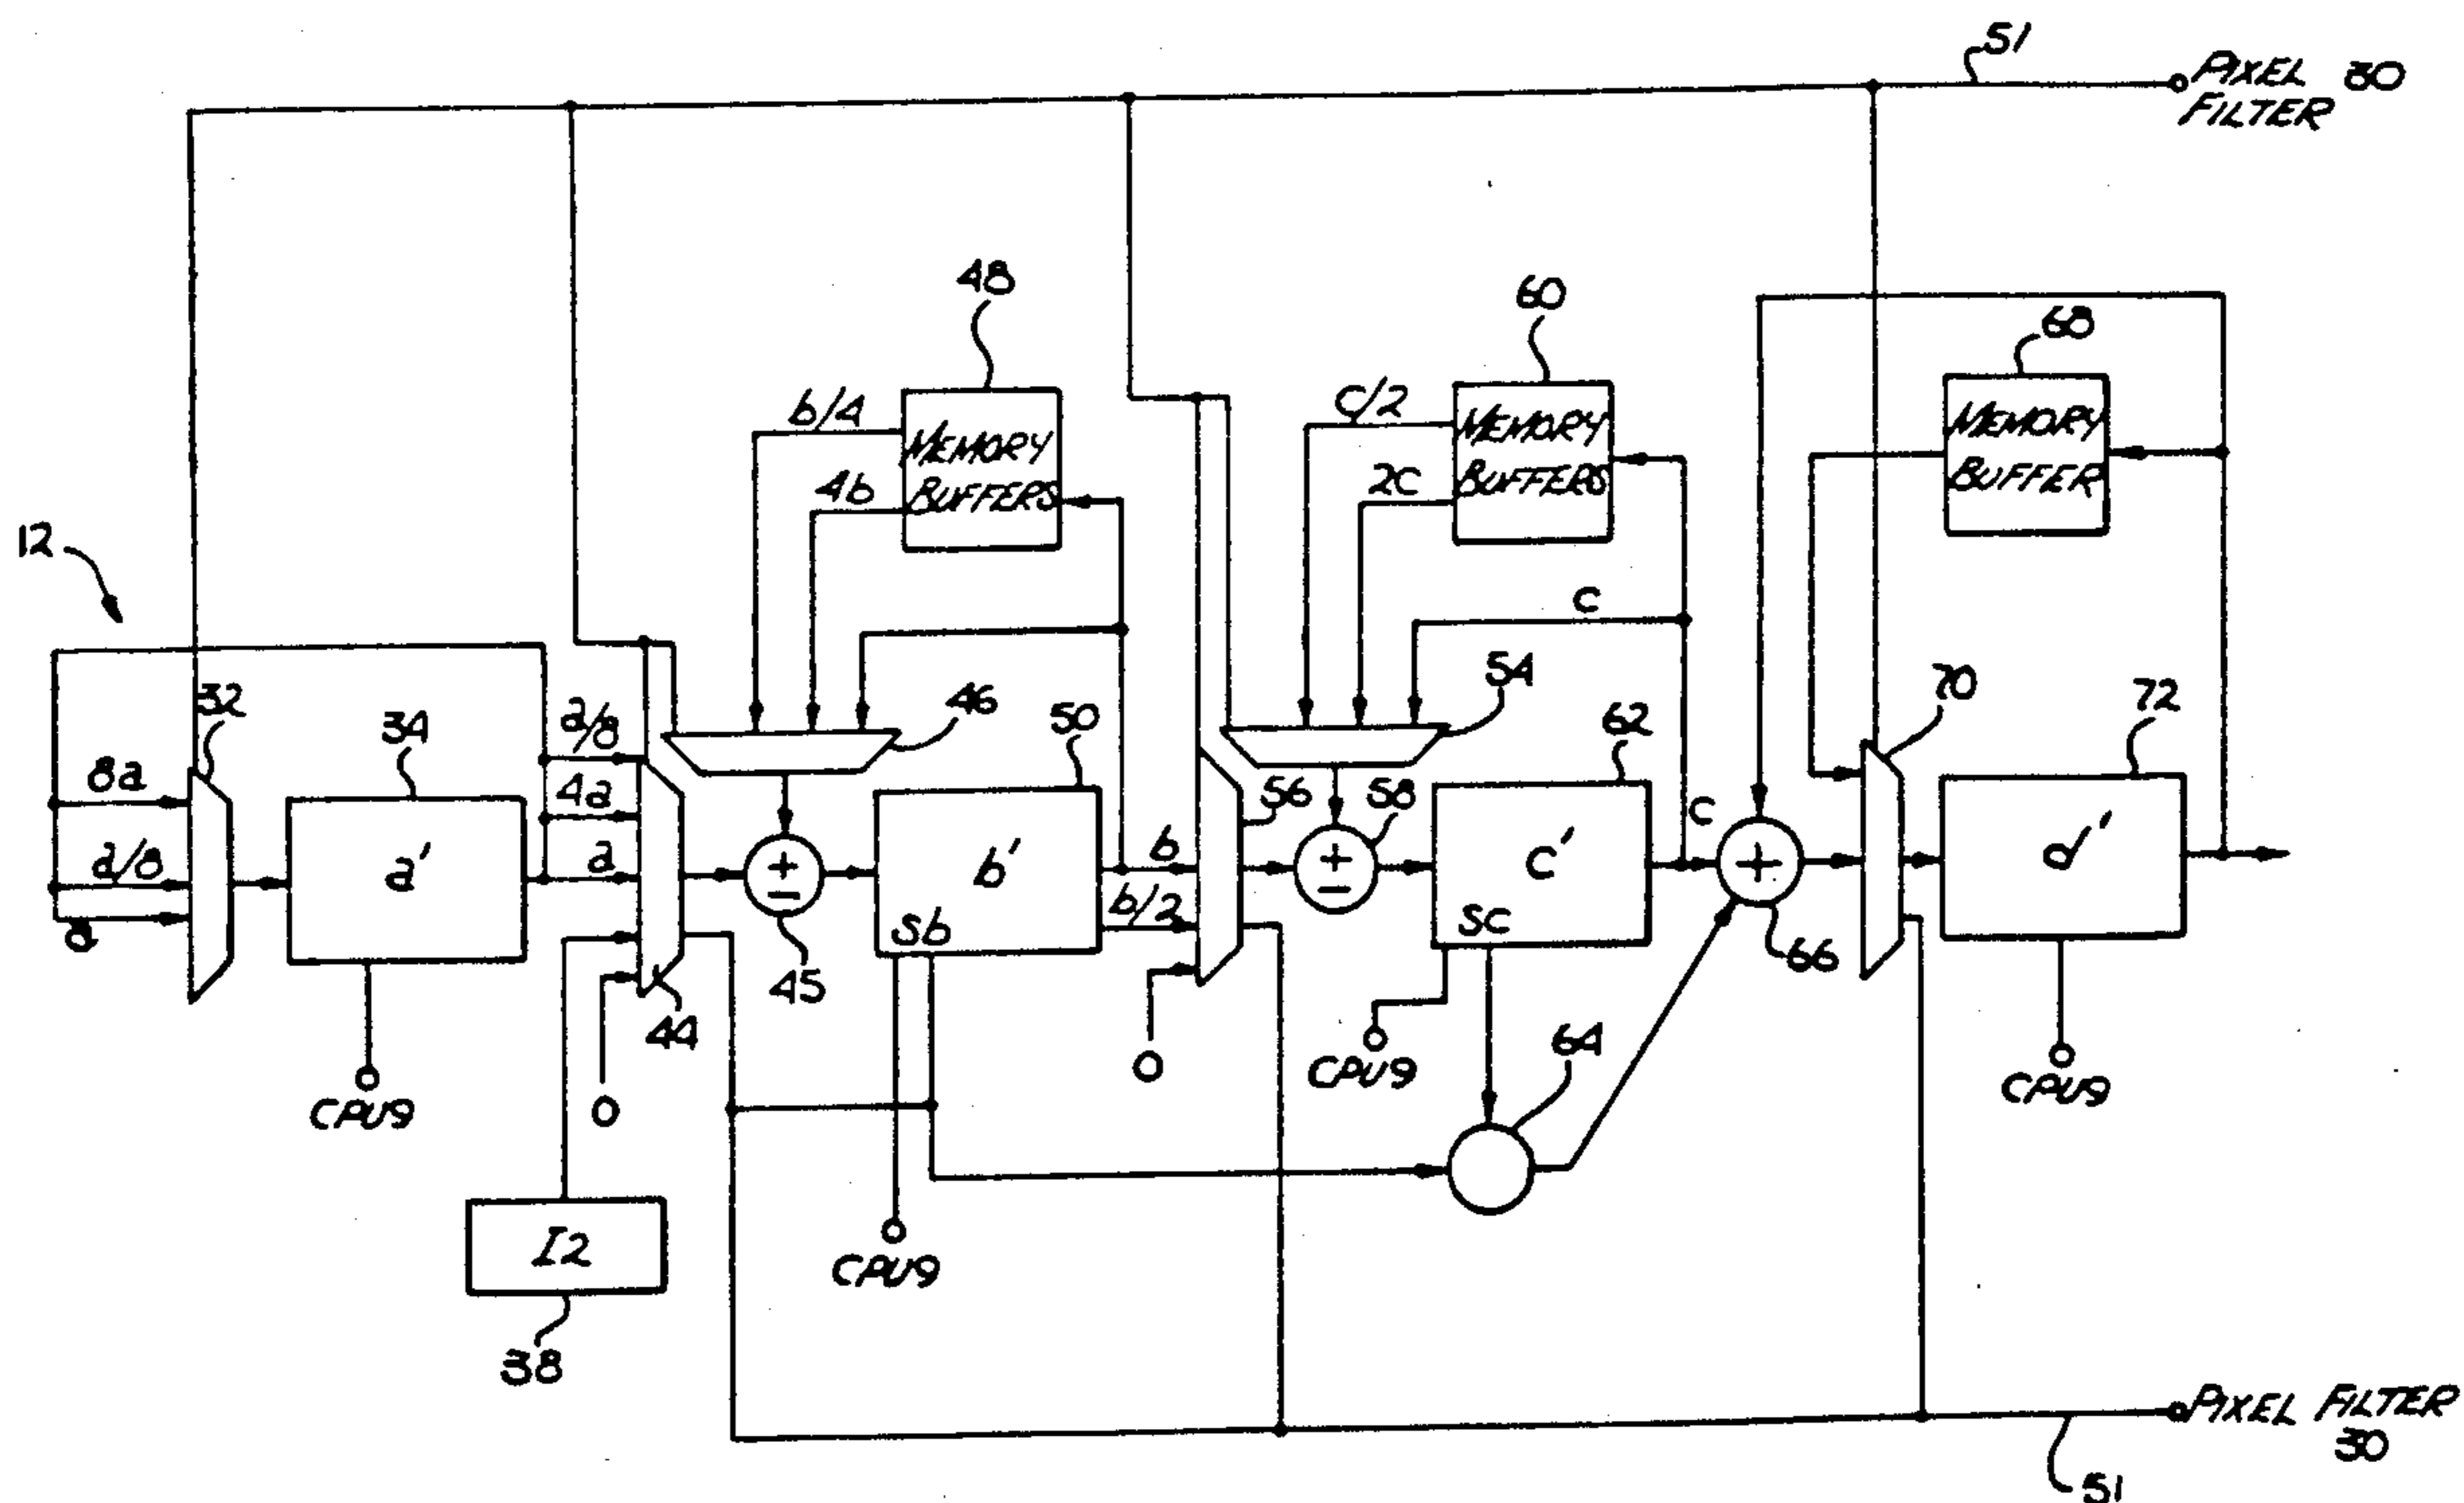 51
PIXEL 30
FILTER
48
60
68
b/4
MEMORY
BUFFERS
4b
c/2
MEMORY
BUFFERS
2c
MEMORY
BUFFER
12
c
54
32
34
a/8
46
50
62
70
72
8a
4a
56
58
c
a/8
a'
a
+
-
b'
b
+
-
c'
+
d'
a
sb
b/2
sc
45
66
44
64
CPU9
0
0
CPU9
CPU9
I2
CPU9
38
PIXEL FILTER
30
51